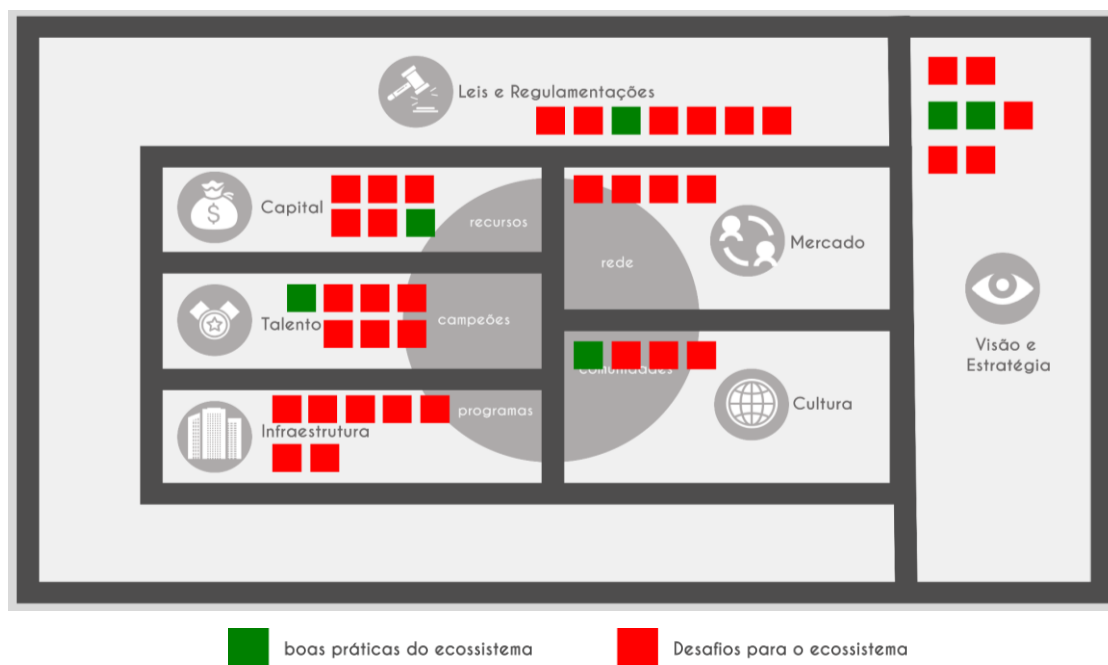 Leis e Regulamentações
Capital
recursos
Mercado
rede
Talento
campeões
Visão e
Estratégia
comunidades
Cultura
programas
Infraestrutura
$
boas práticas do ecossistema
Desafios para o ecossistema